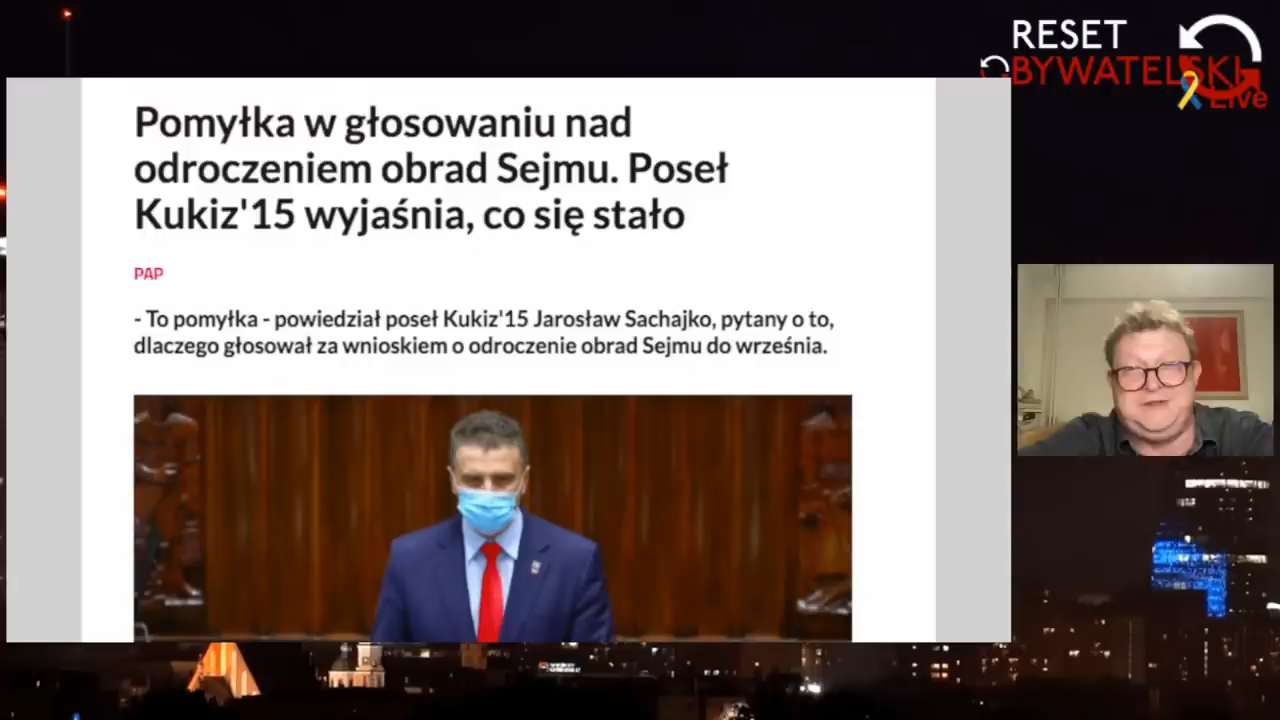 RESET
OBYWATELSKI
Live
Pomyłka w głosowaniu nad
odroczeniem obrad Sejmu. Poseł
Kukiz'15 wyjaśnia, co się stało
PAP
- To pomyłka - powiedział poseł Kukiz'15 Jarosław Sachajko, pytany o to,
dlaczego głosował za wnioskiem o odroczenie obrad Sejmu do września.